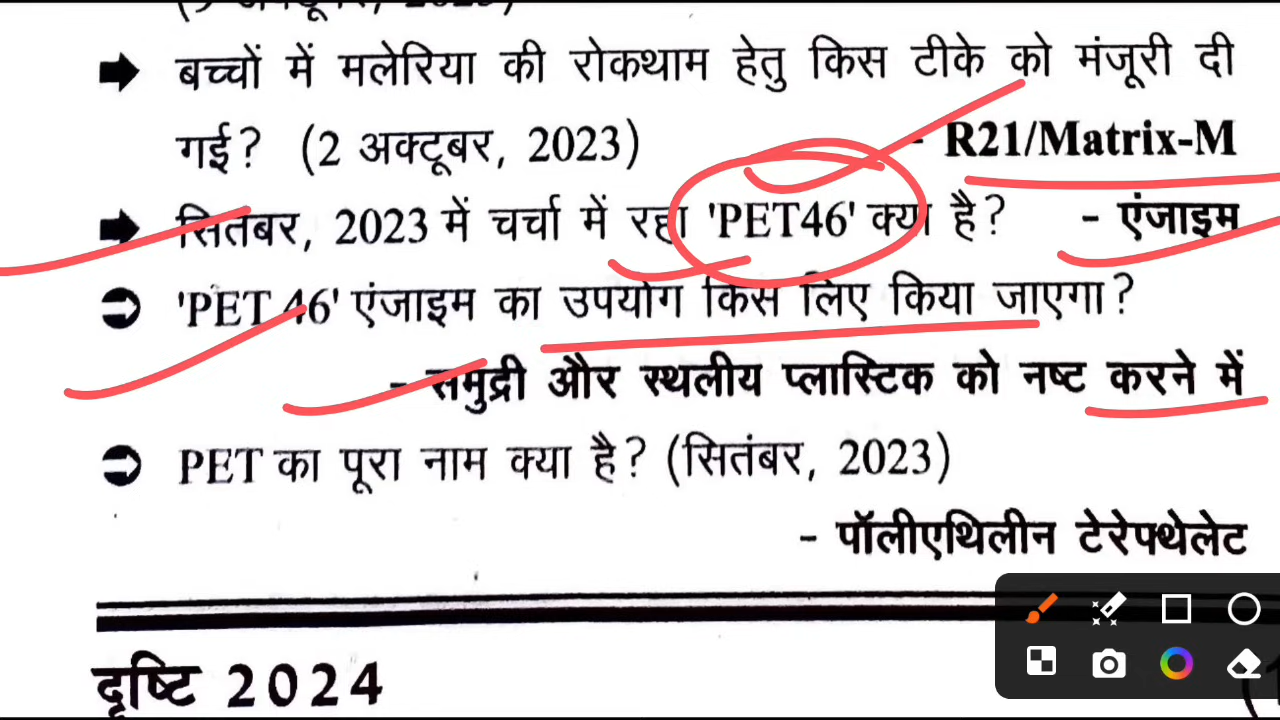 बच्चों में मलेरिया की रोकथाम हेतु किस टीके को मंजूरी दी
गई? (2 अक्टूबर, 2023) - R21/Matrix-M
सितंबर, 2023 में चर्चा में रहा 'PET46' क्या है? - एंजाइम
'PET 46' एंजाइम का उपयोग किस लिए किया जाएगा?
- समुद्री और स्थलीय प्लास्टिक को नष्ट करने में
PET का पूरा नाम क्या है? (सितंबर, 2023)
- पॉलीएथिलीन टेरेफ्थेलेट
दृष्टि 2024